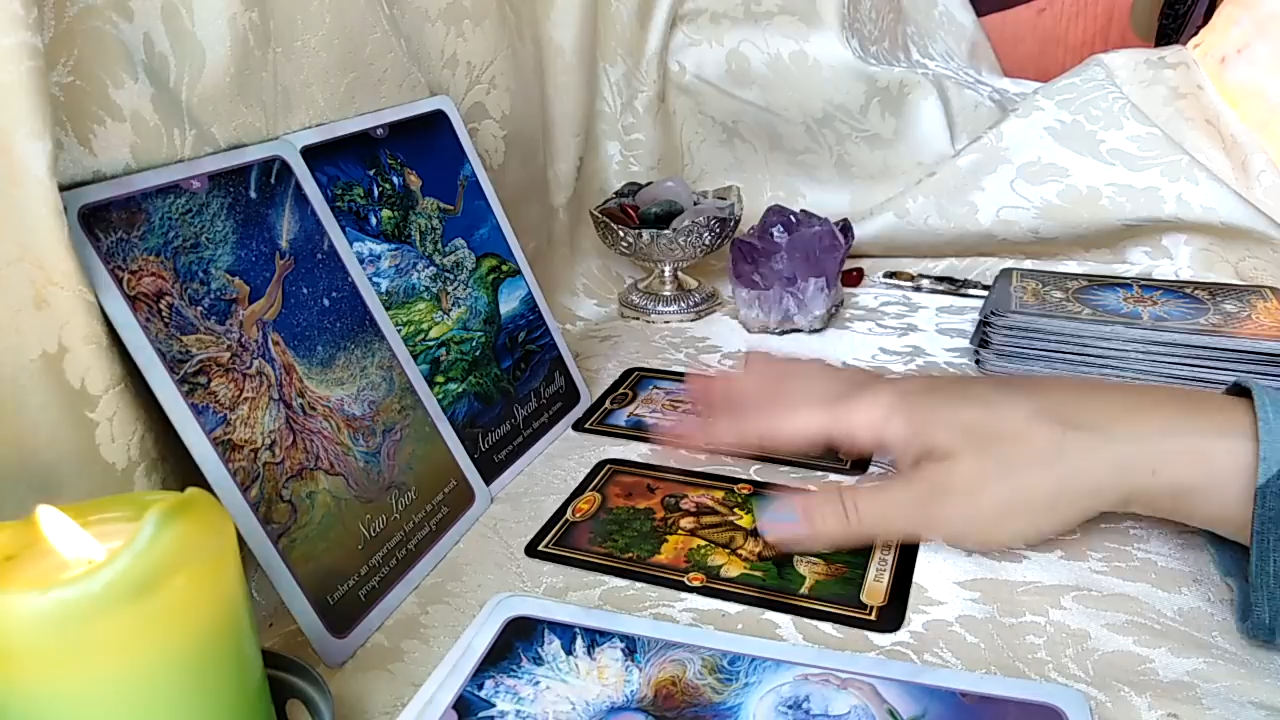 New Love
Embrace an opportunity for love in your work
prospects or for spiritual growth.
Actions Speak Loudly
Express your love through actions.
FIVE OF CUPS